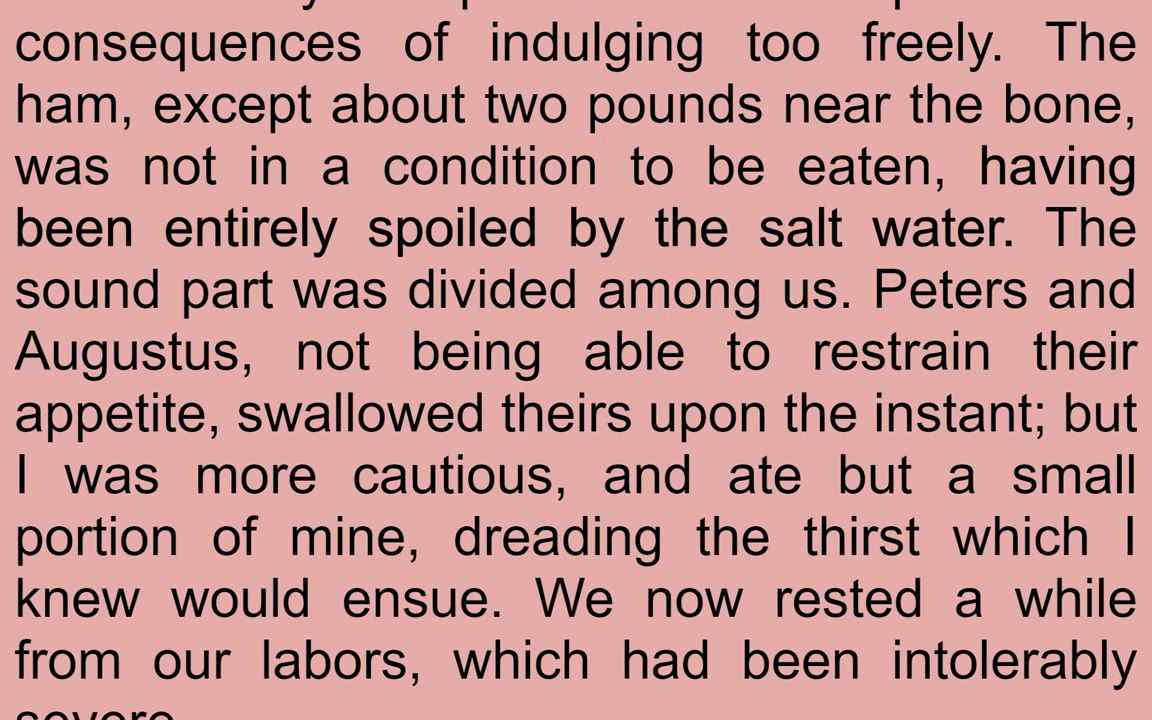 consequences of indulging too freely. The
ham, except about two pounds near the bone,
was not in a condition to be eaten, having
been entirely spoiled by the salt water. The
sound part was divided among us. Peters and
Augustus, not being able to restrain their
appetite, swallowed theirs upon the instant; but
I was more cautious, and ate but a small
portion of mine, dreading the thirst which I
knew would ensue. We now rested a while
from our labors, which had been intolerably
severe.